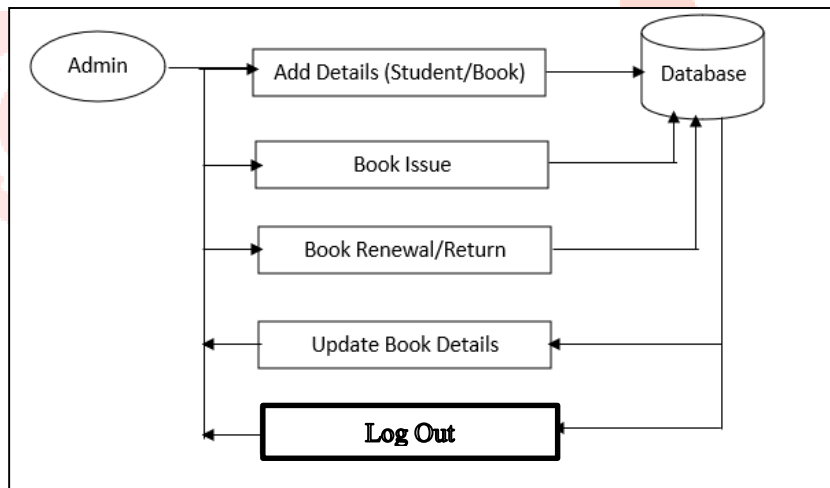 Admin
Add Details (Student/Book)
Database
Book Issue
Book Renewal/Return
Update Book Details
Log Out